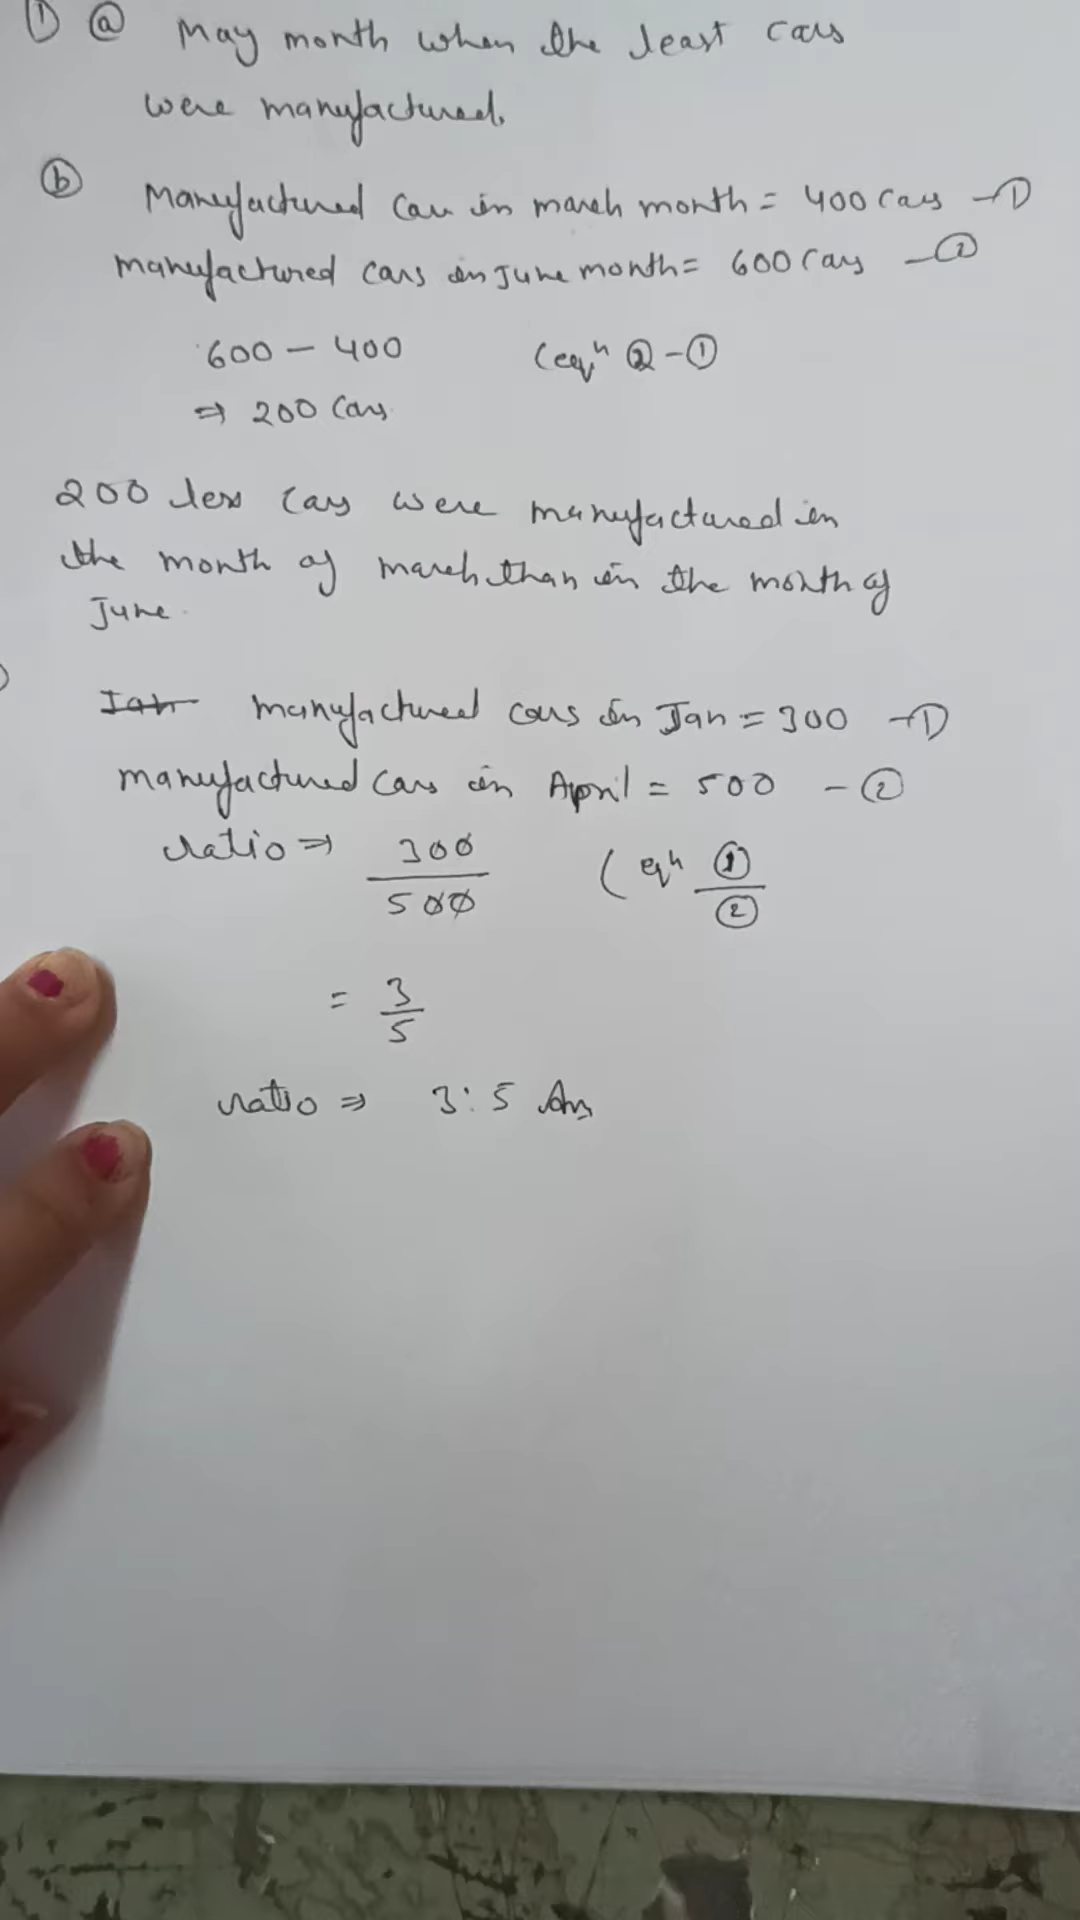 ① ⓐ May month when the least cars
were manufactured.
ⓑ Manufactured Car in march month = 400 Cars —①
manufactured cars in June month = 600 Cars —②
600 — 400 (eqⁿ ② - ①
⇒ 200 Cars.
200 less Cars were manufactured in
the month of march than in the month of
June.
Jan manufactured cars in Jan = 300 —①
manufactured cars in April = 500 — ②
ratio ⇒ 300/500 (eqⁿ ①/②
= 3/5
ratio ⇒ 3:5 Ans